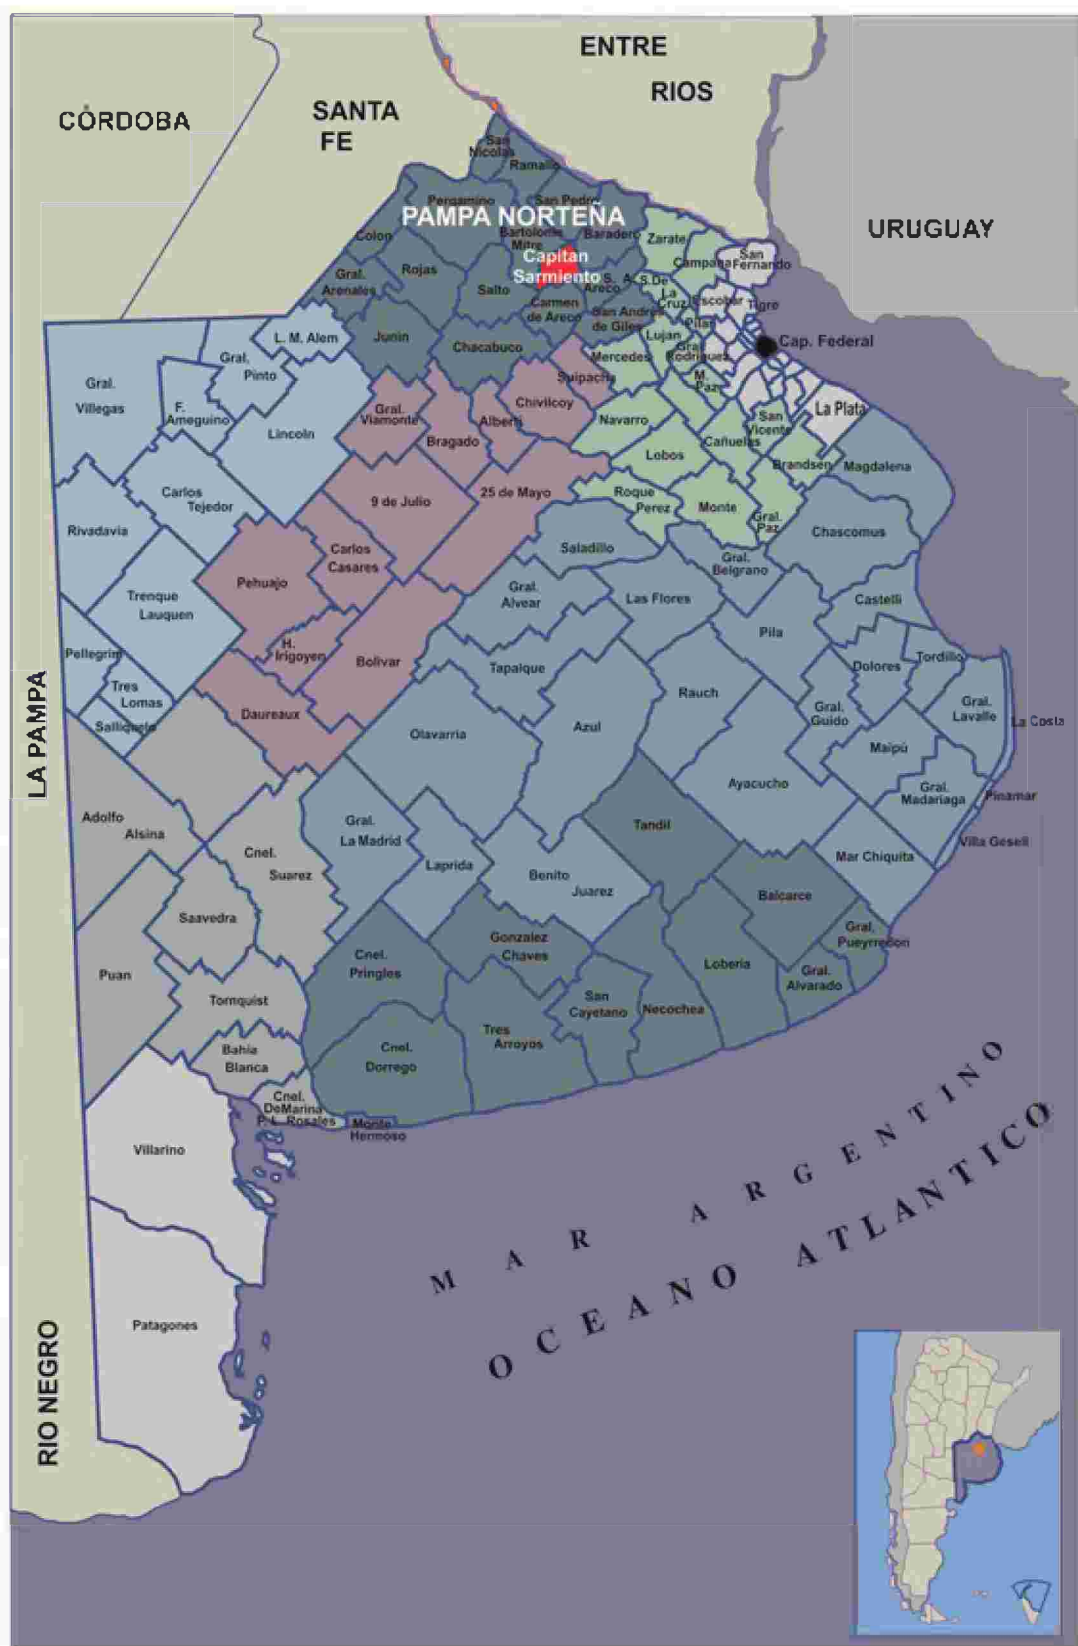 ENTRE
RIOS
SANTA
FE
CÓRDOBA
URUGUAY
San
Nicolas
Ramallo
Pergamino
San Pedro
PAMPA NORTEÑA
Colon
Bartolome
Mitre
Baradero
Zarate
Campana
San
Fernando
Capitan
Sarmiento
Gral.
Arenales
Rojas
Salto
S. A.
Areco
S. De
La
Cruz
Escobar
Tigre
Carmen
de Areco
San Andres
de Giles
Pilar
Lujan
L. M. Alem
Junin
Chacabuco
Mercedes
Gral.
Rodriguez
Cap. Federal
Gral.
Pinto
Suipacha
M.
Paz
Gral.
Villegas
F.
Ameguino
Lincoln
Gral.
Viamonte
Bragado
Alberti
Chivilcoy
Navarro
Cañuelas
San
Vicente
La Plata
Lobos
Brandsen
Magdalena
Carlos
Tejedor
9 de Julio
25 de Mayo
Roque
Perez
Monte
Gral.
Paz
Rivadavia
Chascomus
Saladillo
Gral.
Belgrano
Carlos
Casares
Pehuajo
Trenque
Lauquen
Gral.
Alvear
Las Flores
Castelli
Pila
Pellegrini
H.
Irigoyen
Bolivar
Tapalque
Dolores
Tordillo
Tres
Lomas
Salliquelo
Daureaux
Rauch
Gral.
Guido
Gral.
Lavalle
La Costa
LA PAMPA
Olavarria
Azul
Maipú
Ayacucho
Gral.
Madariaga
Pinamar
Adolfo
Alsina
Gral.
La Madrid
Tandil
Villa Gesell
Cnel.
Suarez
Laprida
Benito
Juarez
Mar Chiquita
Balcarce
Saavedra
Gonzalez
Chaves
Gral.
Pueyrredon
Cnel.
Pringles
Loberia
Puan
Gral.
Alvarado
Tornquist
San
Cayetano
Necochea
Tres
Arroyos
Bahia
Blanca
Cnel.
Dorrego
Cnel.
DeMarina
P. L. Rosales
Monte
Hermoso
Villarino
MAR ARGENTINO
OCEANO ATLANTICO
Patagones
RIO NEGRO